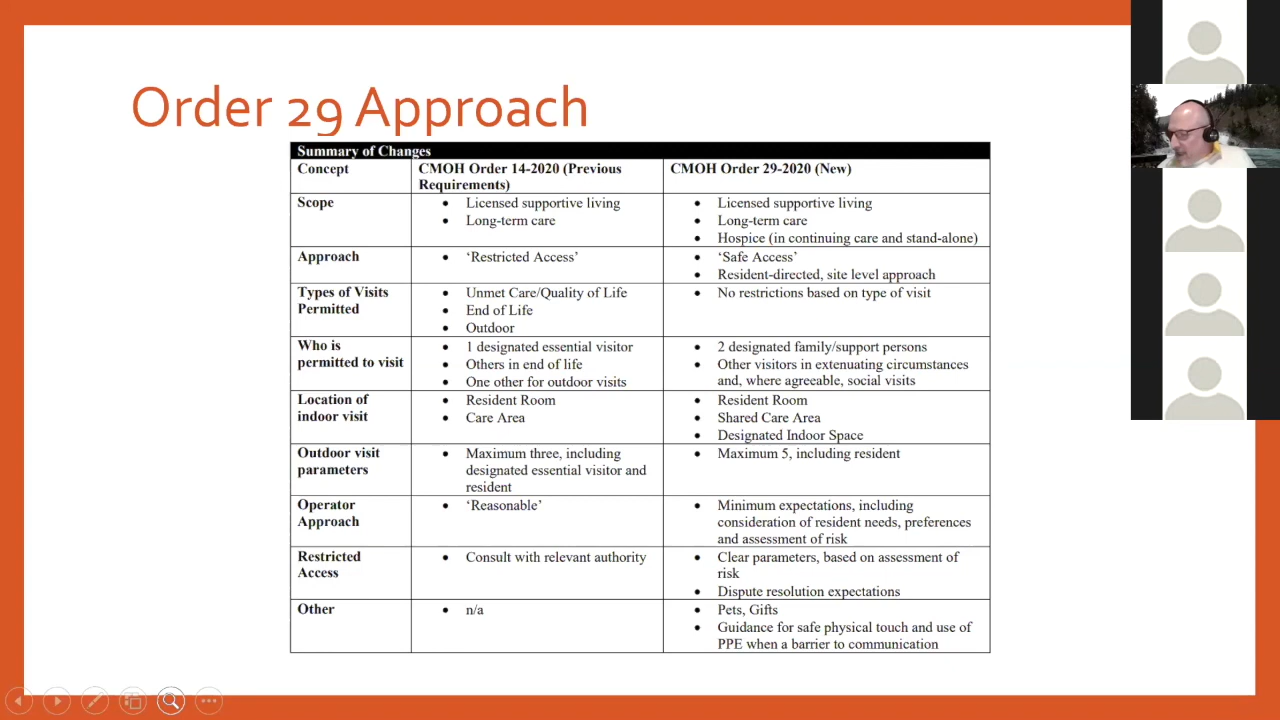 Order 29 Approach
Summary of Changes
Concept
CMOH Order 14-2020 (Previous
Requirements)
CMOH Order 29-2020 (New)
Scope
• Licensed supportive living
• Long-term care
• Licensed supportive living
• Long-term care
• Hospice (in continuing care and stand-alone)
Approach
• ‘Restricted Access’
• ‘Safe Access’
• Resident-directed, site level approach
Types of Visits
Permitted
• Unmet Care/Quality of Life
• End of Life
• Outdoor
• No restrictions based on type of visit
Who is
permitted to visit
• 1 designated essential visitor
• Others in end of life
• One other for outdoor visits
• 2 designated family/support persons
• Other visitors in extenuating circumstances
and, where agreeable, social visits
Location of
indoor visit
• Resident Room
• Care Area
• Resident Room
• Shared Care Area
• Designated Indoor Space
Outdoor visit
parameters
• Maximum three, including
designated essential visitor and
resident
• Maximum 5, including resident
Operator
Approach
• ‘Reasonable’
• Minimum expectations, including
consideration of resident needs, preferences
and assessment of risk
Restricted
Access
• Consult with relevant authority
• Clear parameters, based on assessment of
risk
• Dispute resolution expectations
Other
• n/a
• Pets, Gifts
• Guidance for safe physical touch and use of
PPE when a barrier to communication